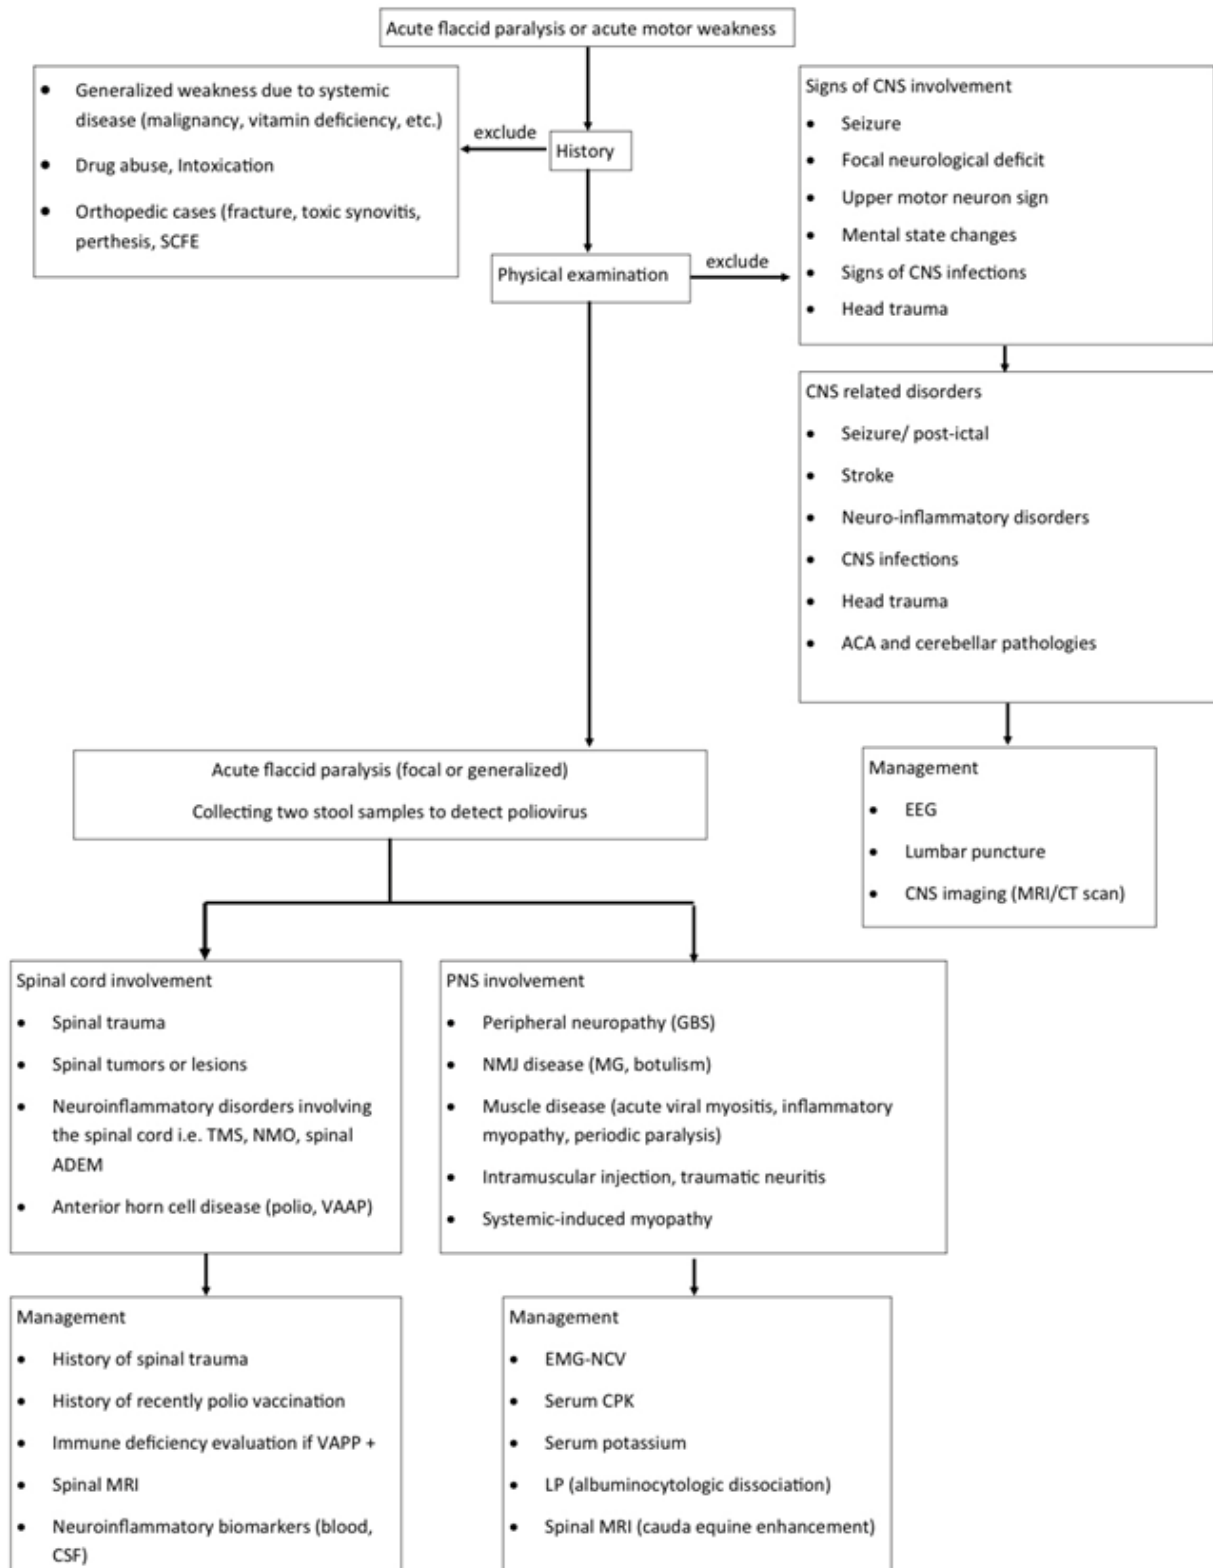 Acute flaccid paralysis or acute motor weakness
• Generalized weakness due to systemic
disease (malignancy, vitamin deficiency, etc.)
• Drug abuse, Intoxication
• Orthopedic cases (fracture, toxic synovitis,
perthesis, SCFE
exclude
History
Physical examination
exclude
Signs of CNS involvement
• Seizure
• Focal neurological deficit
• Upper motor neuron sign
• Mental state changes
• Signs of CNS infections
• Head trauma
CNS related disorders
• Seizure/ post-ictal
• Stroke
• Neuro-inflammatory disorders
• CNS infections
• Head trauma
• ACA and cerebellar pathologies
Management
• EEG
• Lumbar puncture
• CNS imaging (MRI/CT scan)
Acute flaccid paralysis (focal or generalized)
Collecting two stool samples to detect poliovirus
Spinal cord involvement
• Spinal trauma
• Spinal tumors or lesions
• Neuroinflammatory disorders involving
the spinal cord i.e. TMS, NMO, spinal
ADEM
• Anterior horn cell disease (polio, VAAP)
Management
• History of spinal trauma
• History of recently polio vaccination
• Immune deficiency evaluation if VAPP +
• Spinal MRI
• Neuroinflammatory biomarkers (blood,
CSF)
PNS involvement
• Peripheral neuropathy (GBS)
• NMJ disease (MG, botulism)
• Muscle disease (acute viral myositis, inflammatory
myopathy, periodic paralysis)
• Intramuscular injection, traumatic neuritis
• Systemic-induced myopathy
Management
• EMG-NCV
• Serum CPK
• Serum potassium
• LP (albuminocytologic dissociation)
• Spinal MRI (cauda equine enhancement)